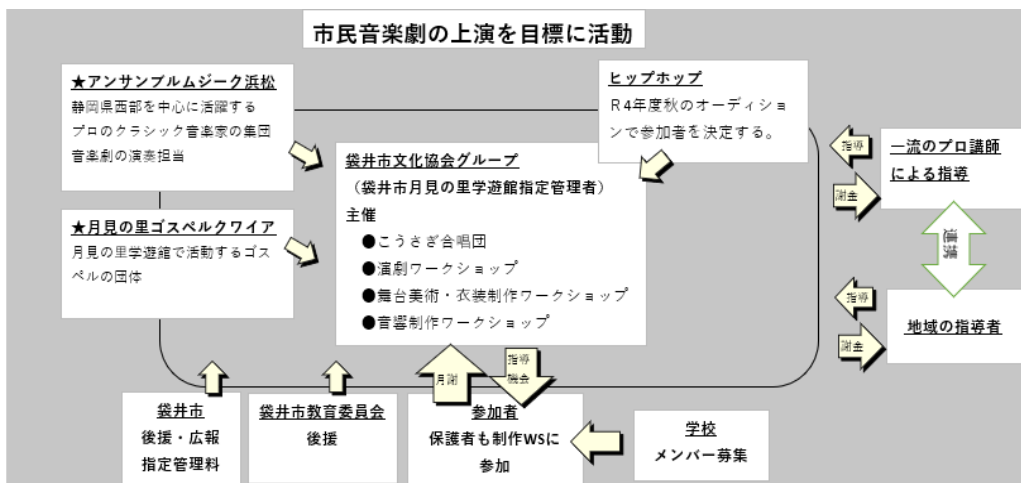 市民音楽劇の上演を目標に活動
★アンサンブルムジーク浜松
静岡県西部を中心に活躍する
プロのクラシック音楽家の集団
音楽劇の演奏担当
ヒップホップ
R4年度秋のオーディショ
ンで参加者を決定する。
★月見の里ゴスペルクワイア
月見の里学遊館で活動するゴス
ペルの団体
袋井市文化協会グループ
（袋井市月見の里学遊館指定管理者）
主催
●こうさぎ合唱団
●演劇ワークショップ
●舞台美術・衣装制作ワークショップ
●音響制作ワークショップ
指導
謝金
一流のプロ講師
による指導
連携
指導
謝金
地域の指導者
月謝
指導
機会
袋井市
後援・広報
指定管理料
袋井市教育委員会
後援
参加者
保護者も制作WSに
参加
学校
メンバー募集